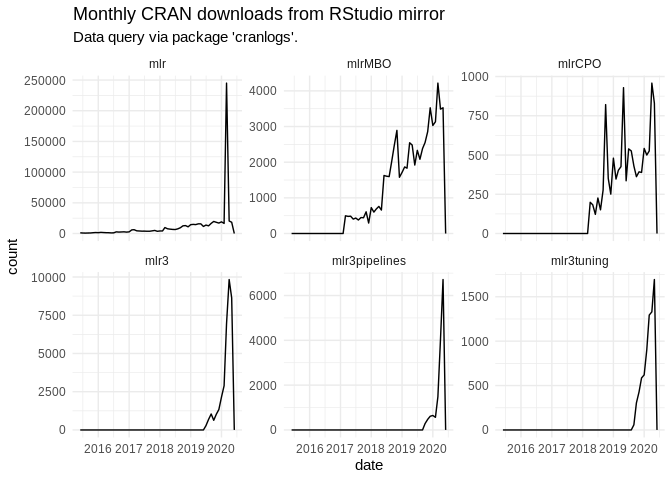 Monthly CRAN downloads from RStudio mirror
Data query via package 'cranlogs'.
mlr
mlrMBO
mlrCPO
250000
200000
150000
100000
50000
0
4000
3000
2000
1000
0
1000
750
500
250
0
count
mlr3
mlr3pipelines
mlr3tuning
10000
7500
5000
2500
0
6000
4000
2000
0
1500
1000
500
0
2016 2017 2018 2019 2020
2016 2017 2018 2019 2020
2016 2017 2018 2019 2020
date